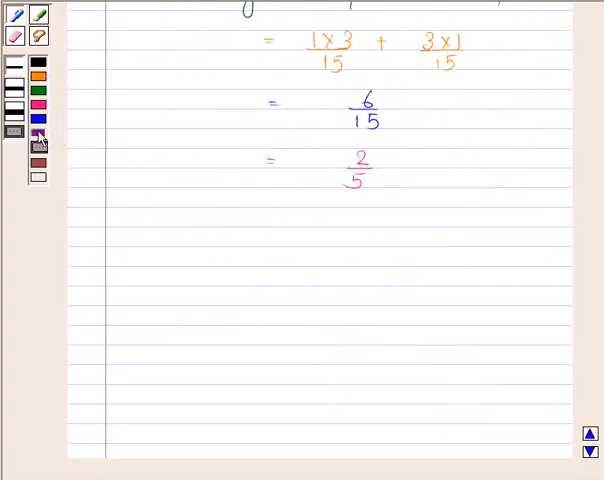 = 1×3/15 + 3×1/15
= 6/15
= 2/5